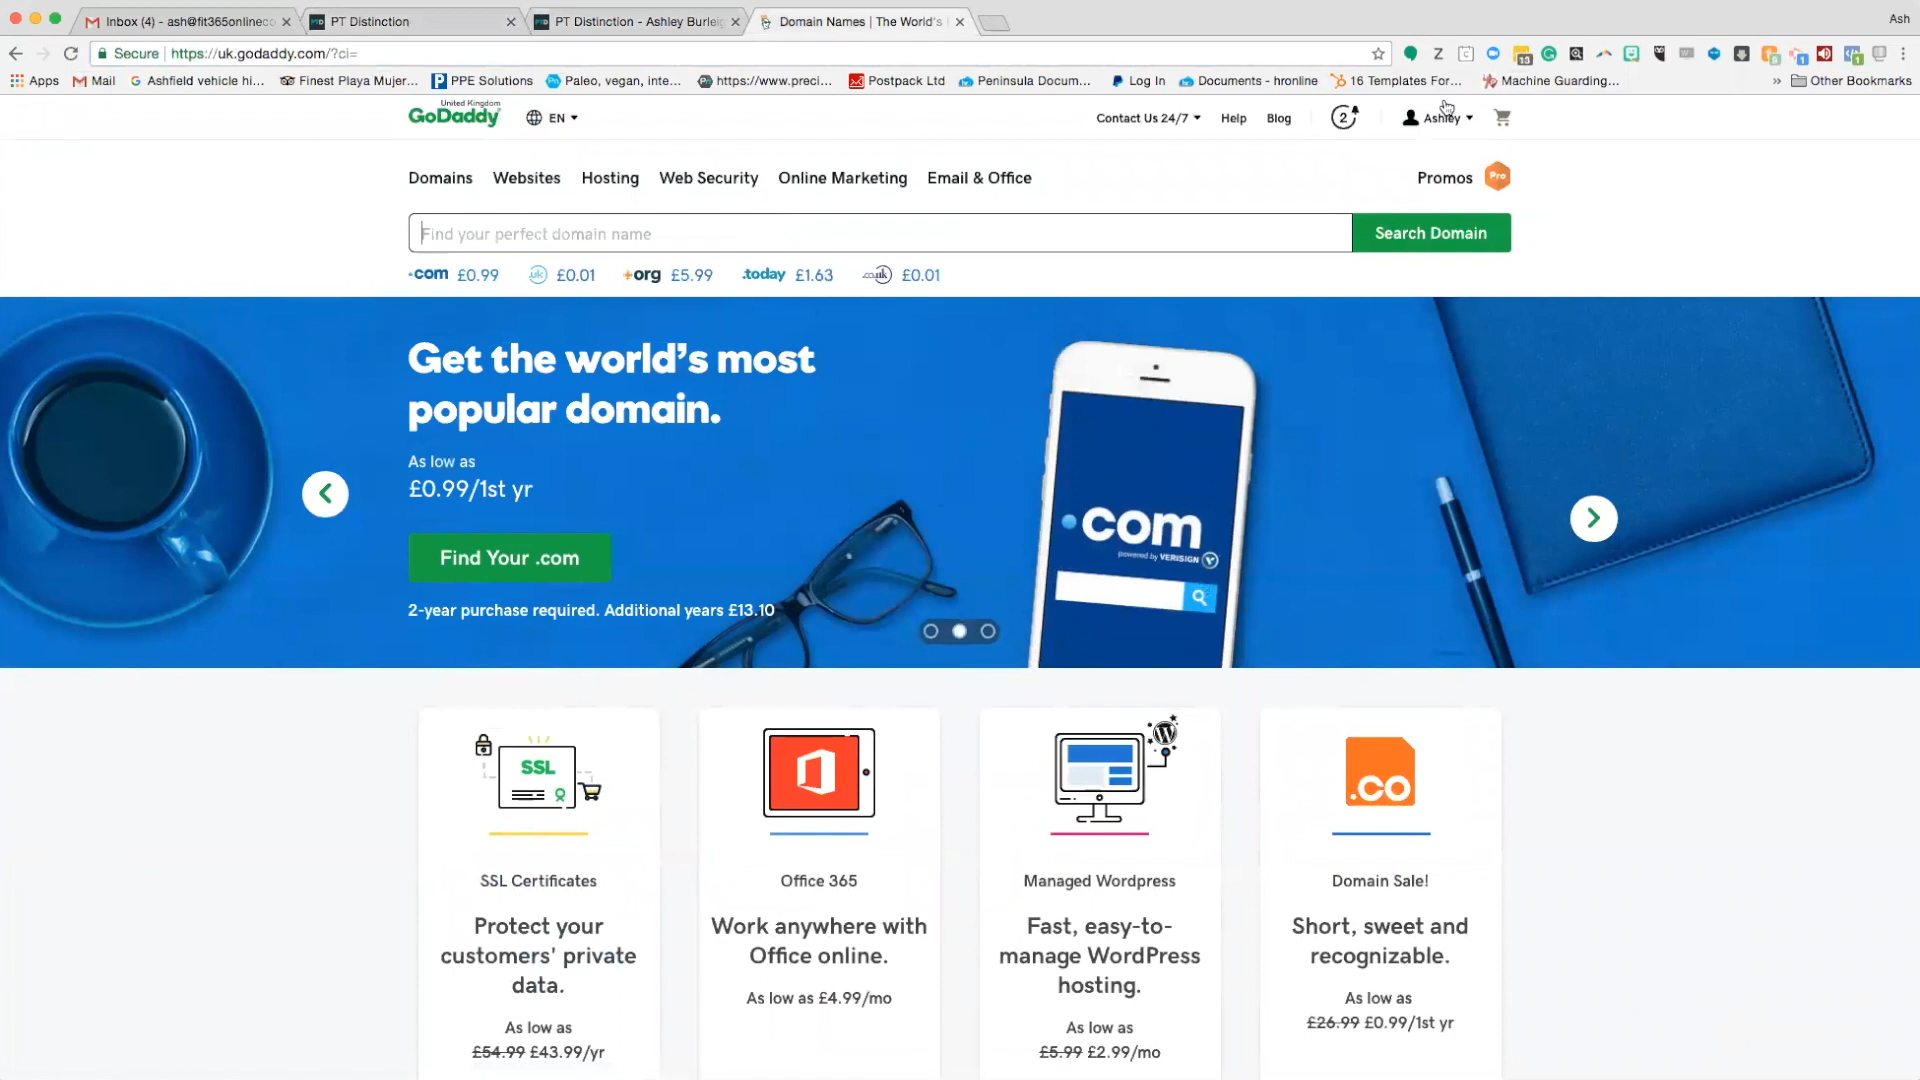 Inbox (4) - ash@fit365onlineco
PT Distinction
PT Distinction - Ashley Burleig
Domain Names | The World's
Ash
Secure https://uk.godaddy.com/?ci=
13
Apps
Mail
Ashfield vehicle hi...
Finest Playa Mujer...
PPE Solutions
Paleo, vegan, inte...
https://www.preci...
Postpack Ltd
Peninsula Docum...
Log In
Documents - hronline
16 Templates For...
Machine Guarding...
» Other Bookmarks
United Kingdom
GoDaddy
EN
Contact Us 24/7
Help
Blog
2
Ashley
Domains
Websites
Hosting
Web Security
Online Marketing
Email & Office
Promos
Pro
Find your perfect domain name
Search Domain
.com £0.99
.uk £0.01
.org £5.99
.today £1.63
.co.uk £0.01
Get the world's most
popular domain.
As low as
£0.99/1st yr
Find Your .com
2-year purchase required. Additional years £13.10
.com
powered by VERISIGN
SSL
.co
SSL Certificates
Protect your
customers' private
data.
As low as
£54.99 £43.99/yr
Office 365
Work anywhere with
Office online.
As low as £4.99/mo
Managed Wordpress
Fast, easy-to-
manage WordPress
hosting.
As low as
£5.99 £2.99/mo
Domain Sale!
Short, sweet and
recognizable.
As low as
£26.99 £0.99/1st yr